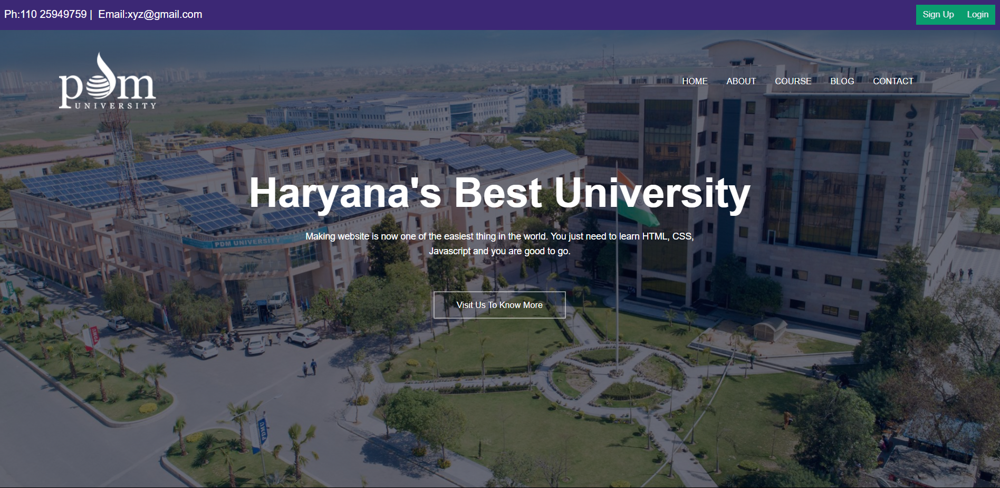 Ph:110 25949759 | Email:xyz@gmail.com
Sign Up Login
pdm
UNIVERSITY
HOME ABOUT COURSE BLOG CONTACT
PDM UNIVERSITY
Haryana's Best University
Making website is now one of the easiest thing in the world. You just need to learn HTML, CSS,
Javascript and you are good to go.
PDM UNIVERSITY
Visit Us To Know More
PDMU
PDMU